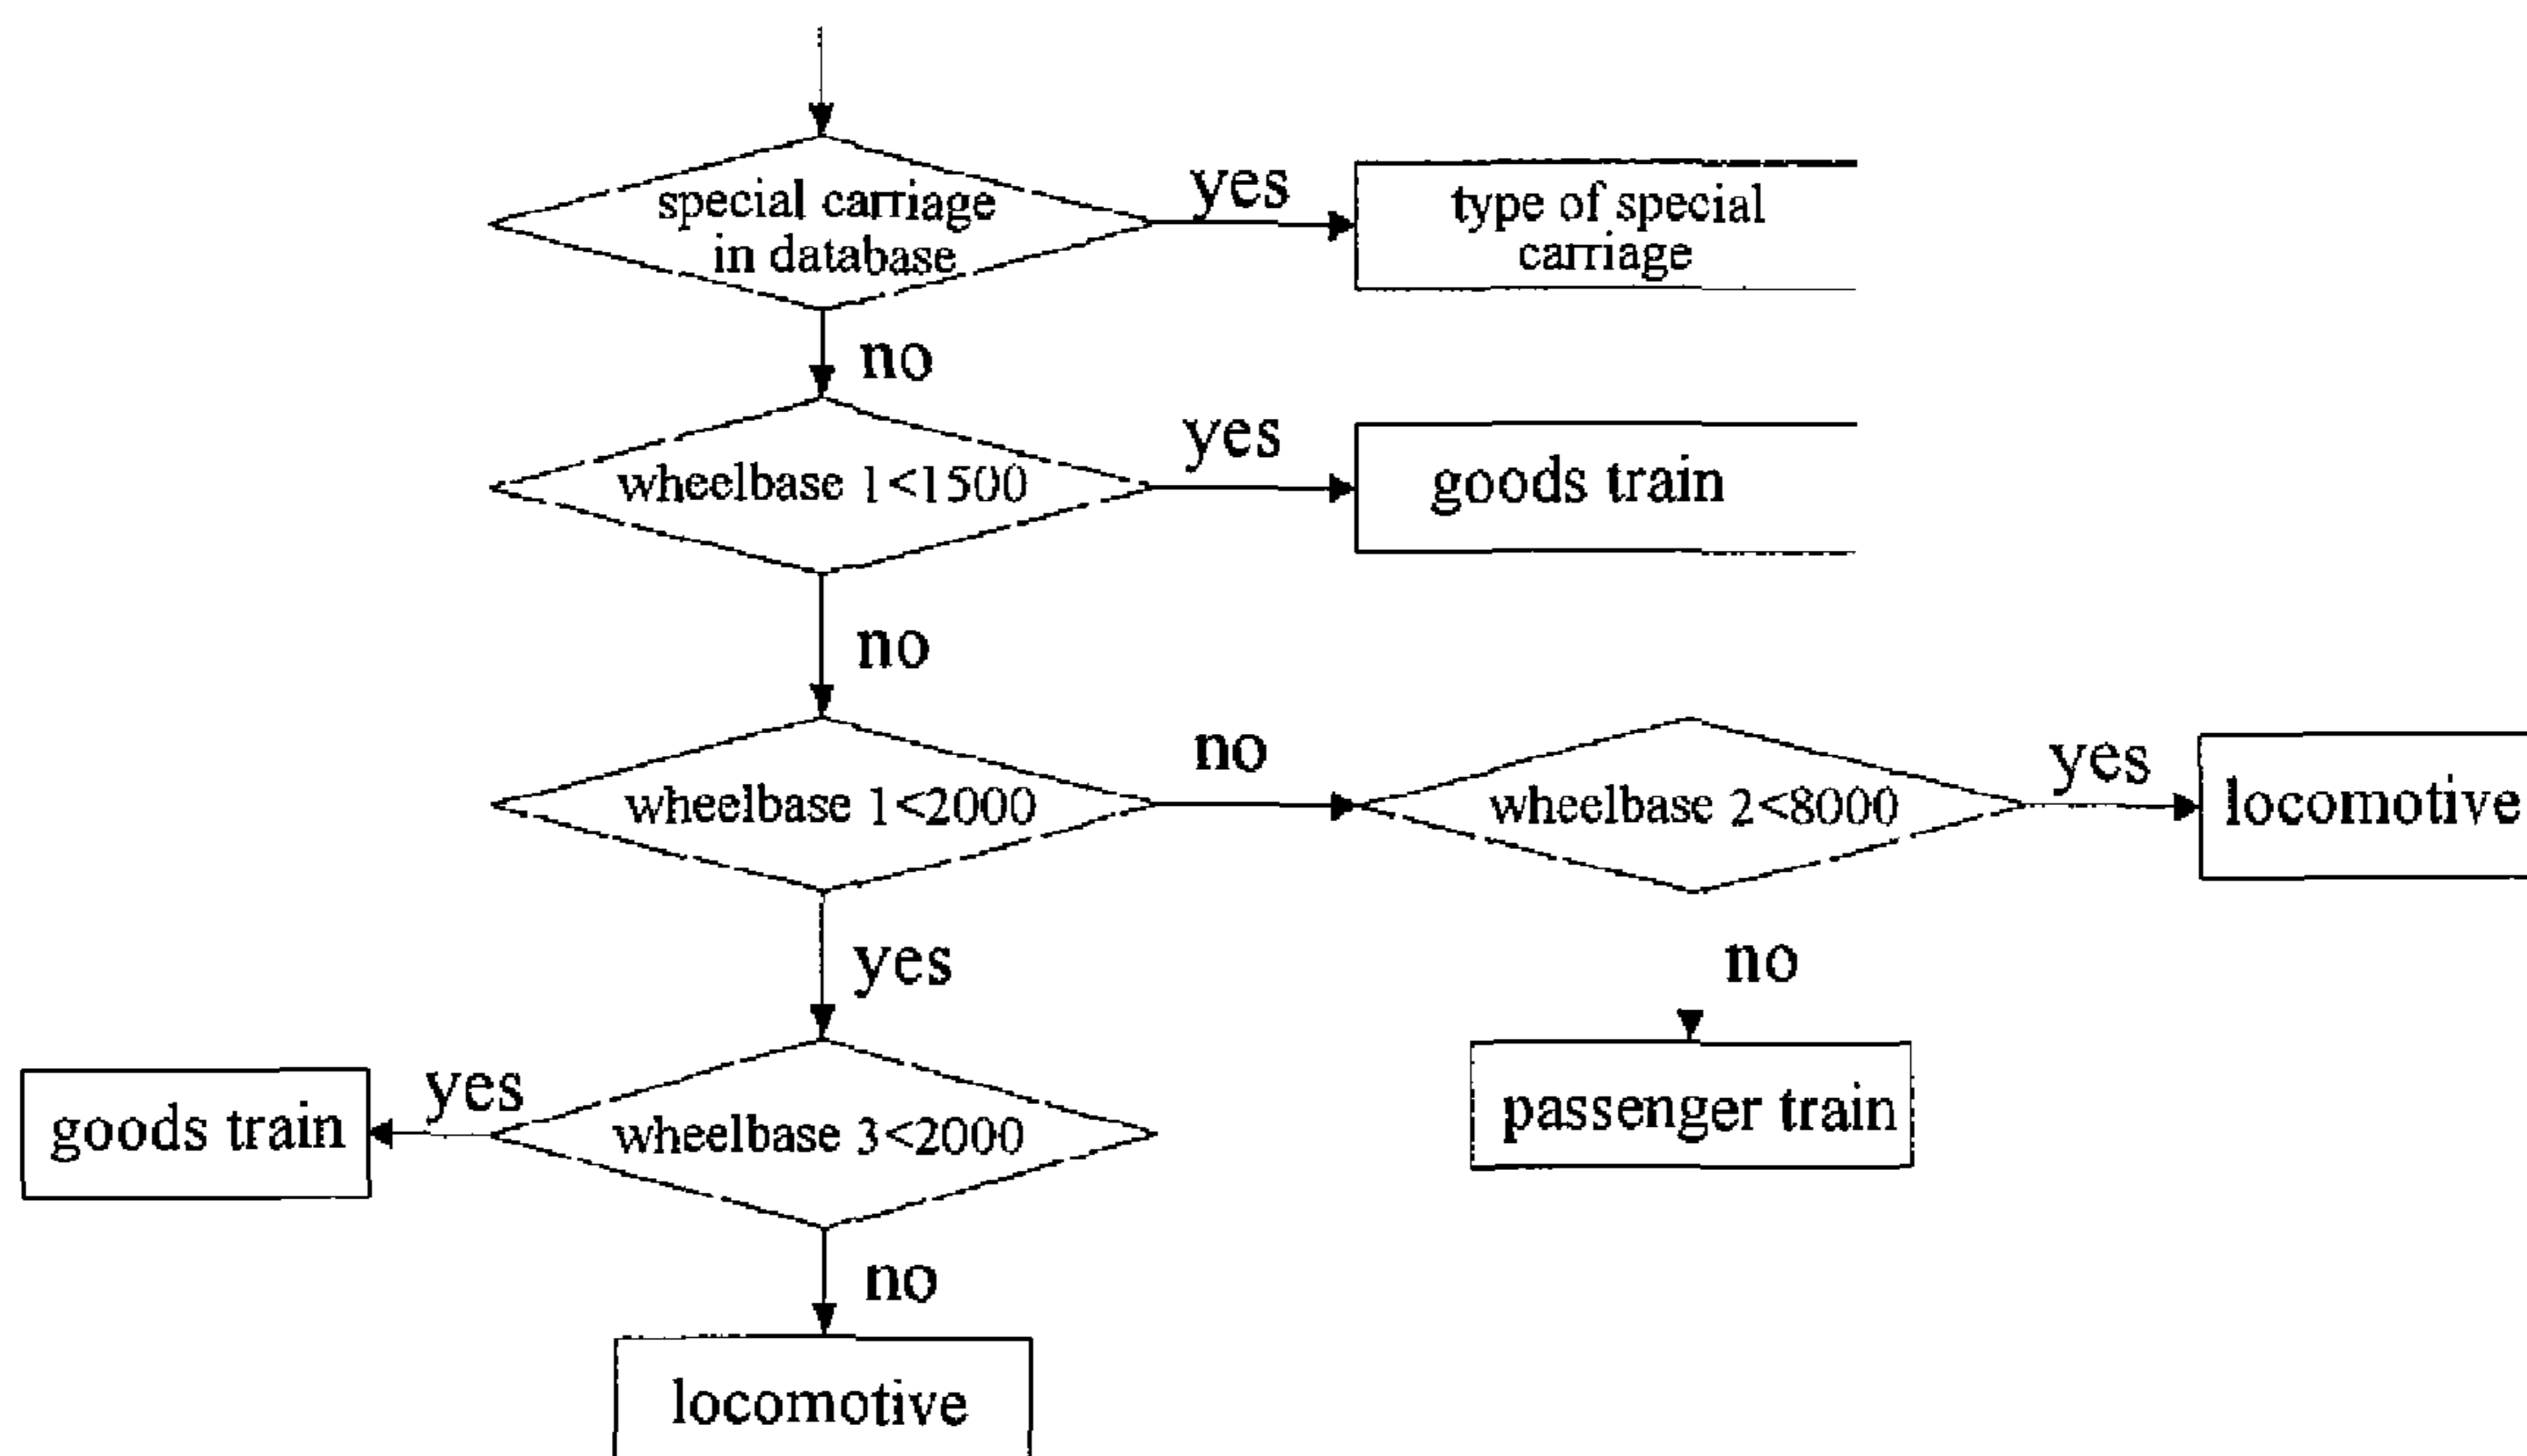 special carriage
in database
yes
type of special
carriage
no
wheelbase 1<1500
yes
goods train
no
wheelbase 1<2000
no
wheelbase 2<8000
yes
locomotive
yes
no
goods train
yes
wheelbase 3<2000
passenger train
no
locomotive